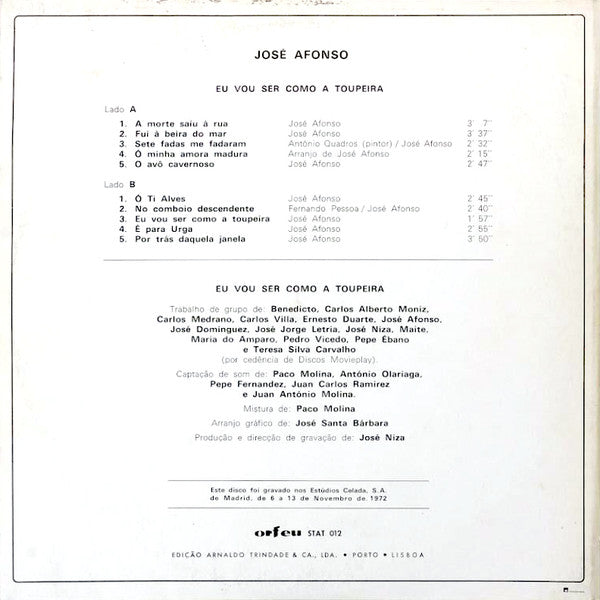 JOSÉ AFONSO
EU VOU SER COMO A TOUPEIRA
Lado A
1. A morte saíu à rua José Afonso 3' 7''
2. Fui à beira do mar José Afonso 3' 37''
3. Sete fadas me fadaram António Quadros (pintor) / José Afonso 2' 32''
4. Ó minha amora madura Arranjo de José Afonso 2' 15''
5. O avô cavernoso José Afonso 2' 47''
Lado B
1. Ó Ti Alves José Afonso 2' 45''
2. No comboio descendente Fernando Pessoa / José Afonso 2' 40''
3. Eu vou ser como a toupeira José Afonso 1' 57''
4. É para Urga José Afonso 2' 55''
5. Por trás daquela janela José Afonso 3' 50''
EU VOU SER COMO A TOUPEIRA
Trabalho de grupo de: Benedicto, Carlos Alberto Moniz,
Carlos Medrano, Carlos Villa, Ernesto Duarte, José Afonso,
José Dominguez, José Jorge Letria, José Niza, Maite,
Maria do Amparo, Pedro Vicedo, Pepe Ébano
e Teresa Silva Carvalho
(por cedência de Discos Movieplay).
Captação de som de: Paco Molina, António Olariaga,
Pepe Fernandez, Juan Carlos Ramirez
e Juan António Molina.
Mistura de: Paco Molina
Arranjo gráfico de: José Santa Bárbara
Produção e direcção de gravação de: José Niza
Este disco foi gravado nos Estúdios Celada, S.A.
de Madrid, de 6 a 13 de Novembro de 1972
orfeu STAT 012
EDIÇÃO ARNALDO TRINDADE & CA., LDA. • PORTO • LISBOA